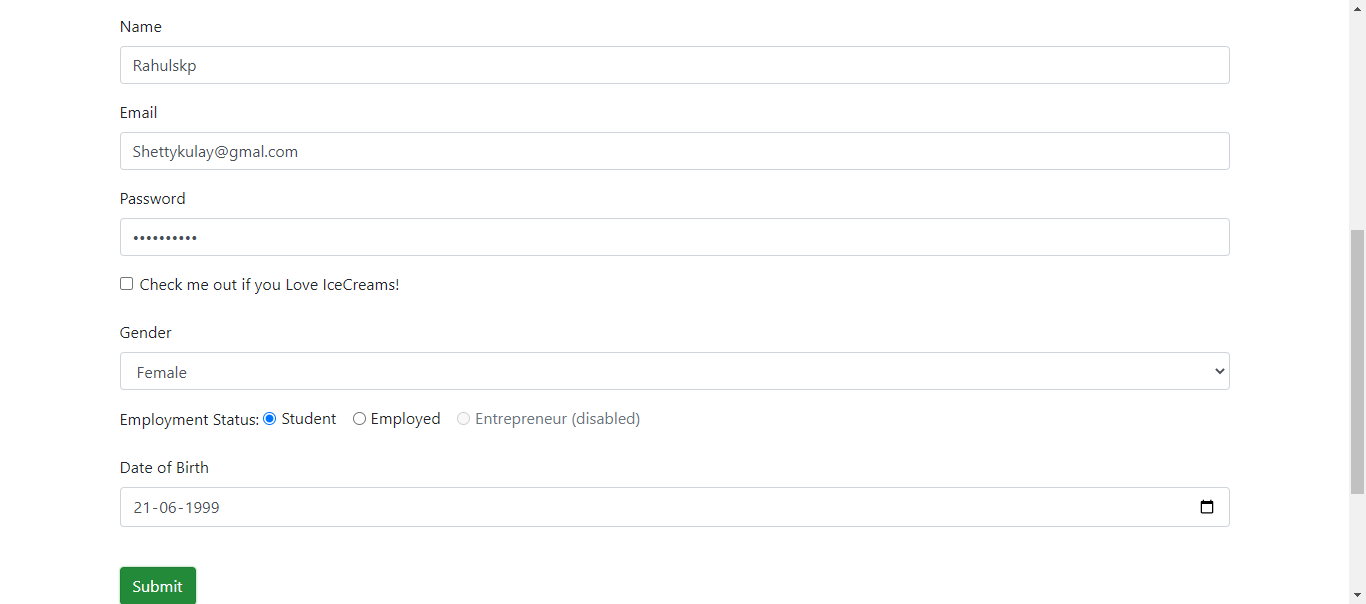 Name
Rahulskp
Email
Shettykulay@gmal.com
Password
••••••••••
Check me out if you Love IceCreams!
Gender
Female
Employment Status: Student Employed Entrepreneur (disabled)
Date of Birth
21-06-1999
Submit